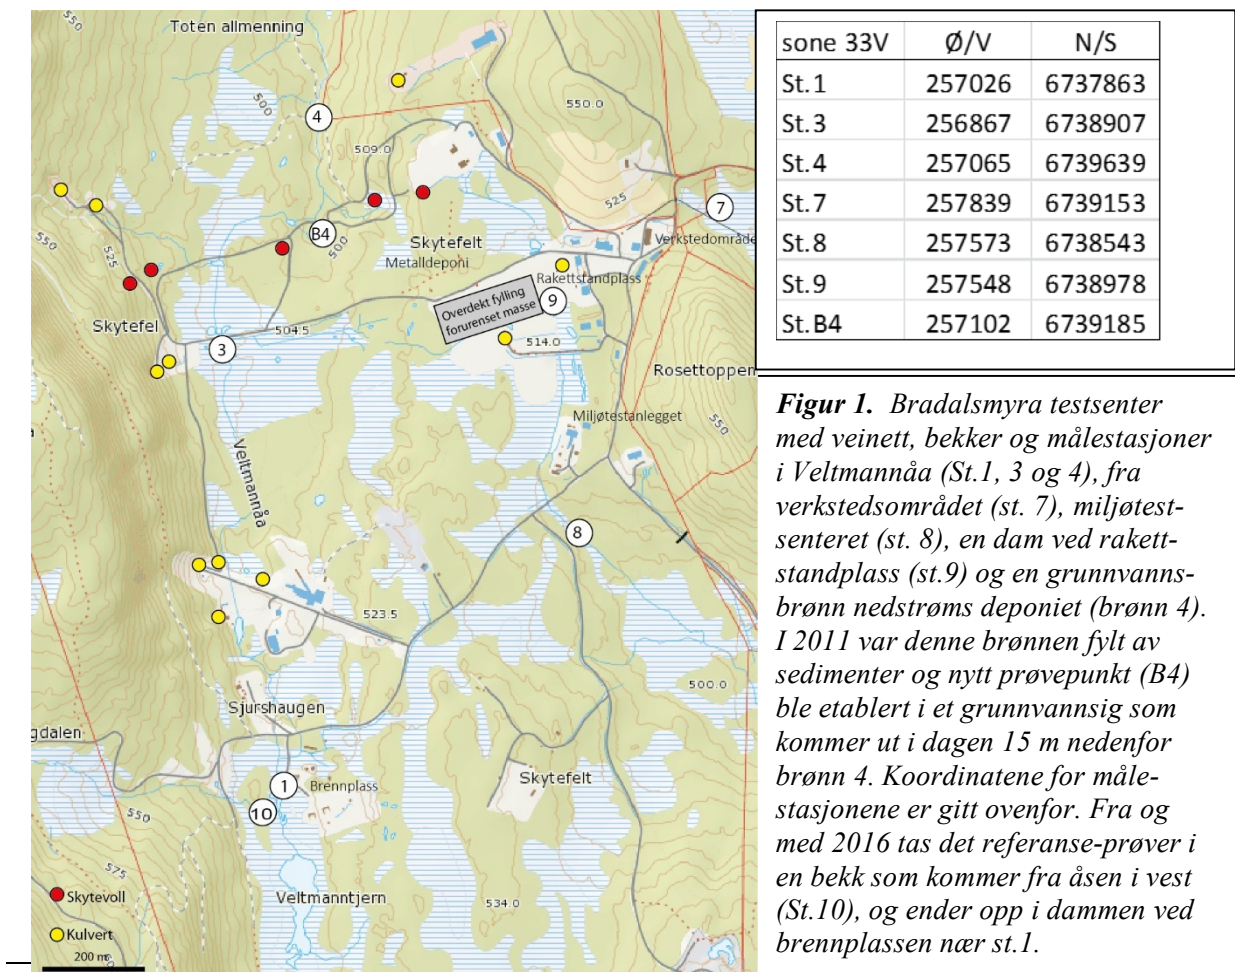 550
Toten allmenning
500
4
550.0
509.0
525
7
B4
500
Skytefelt
Metalldeponi
Verkstedområde
Rakettstandplass
550
525
Overdekt fylling
forurenset masse
9
Skytefel
504.5
3
514.0
Rosettoppen
Miljøtestanlegget
550
Veltmannåa
8
523.5
500.0
Sjurshaugen
gdalen
Skytefelt
1
Brennplass
10
550
575
Skytevoll
Veltmanntjern
534.0
Kulvert
200 m
sone 33V Ø/V N/S
St.1 257026 6737863
St.3 256867 6738907
St.4 257065 6739639
St.7 257839 6739153
St.8 257573 6738543
St.9 257548 6738978
St.B4 257102 6739185
Figur 1. Bradalsmyra testsenter
med veinett, bekker og målestasjoner
i Veltmannåa (St.1, 3 og 4), fra
verkstedsområdet (st. 7), miljøtest-
senteret (st. 8), en dam ved rakett-
standplass (st.9) og en grunnvanns-
brønn nedstrøms deponiet (brønn 4).
I 2011 var denne brønnen fylt av
sedimenter og nytt prøvepunkt (B4)
ble etablert i et grunnvannsig som
kommer ut i dagen 15 m nedenfor
brønn 4. Koordinatene for måle-
stasjonene er gitt ovenfor. Fra og
med 2016 tas det referanse-prøver i
en bekk som kommer fra åsen i vest
(St.10), og ender opp i dammen ved
brennplassen nær st.1.